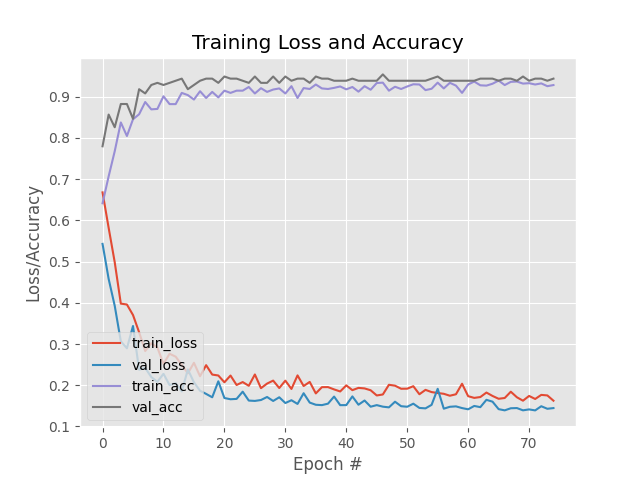 Training Loss and Accuracy
Loss/Accuracy
0.9
0.8
0.7
0.6
0.5
0.4
0.3
0.2
0.1
train_loss
val_loss
train_acc
val_acc
0 10 20 30 40 50 60 70
Epoch #